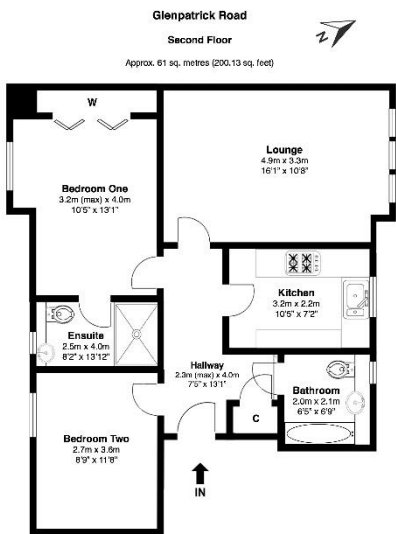 Glenpatrick Road
Second Floor
Approx. 61 sq. metres (200.13 sq. feet)
N
W
Lounge
4.9m x 3.3m
16'1" x 10'8"
Bedroom One
3.2m (max) x 4.0m
10'5" x 13'1"
Kitchen
3.2m x 2.2m
10'5" x 7'2"
Ensuite
2.5m x 4.0m
8'2" x 13'12"
Hallway
2.3m (max) x 4.0m
7'5" x 13'1"
Bathroom
2.0m x 2.1m
6'5" x 6'9"
C
Bedroom Two
2.7m x 3.6m
8'9" x 11'8"
IN